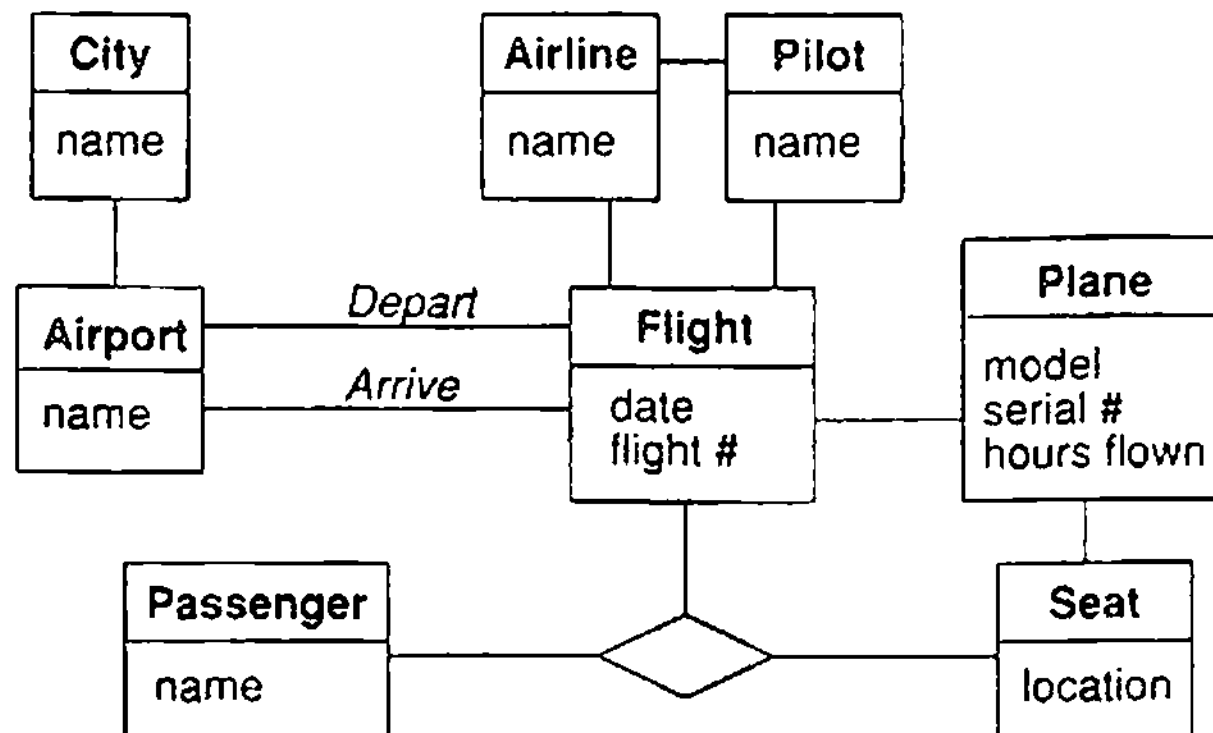 City
name
Airline
name
Pilot
name
Plane
model
serial #
hours flown
Airport
name
Depart
Arrive
Flight
date
flight #
Passenger
name
Seat
location